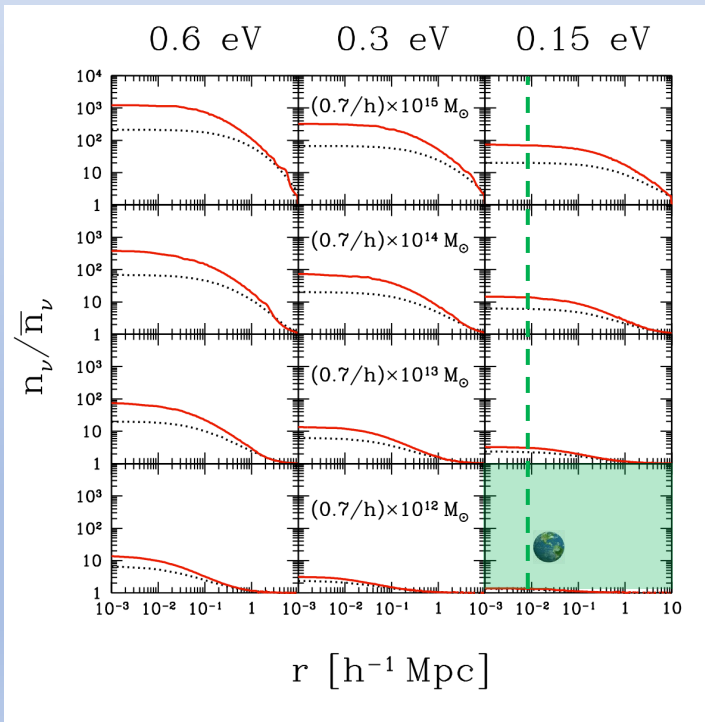 0.6 eV 0.3 eV 0.15 eV
10⁴
10³
10²
10
1
(0.7/h)×10¹⁵ M⊙
10³
10²
10
1
(0.7/h)×10¹⁴ M⊙
n_ν/n̅_ν
10³
10²
10
1
(0.7/h)×10¹³ M⊙
10³
10²
10
1
(0.7/h)×10¹² M⊙
10⁻³ 10⁻² 10⁻¹ 1 10⁻³ 10⁻² 10⁻¹ 1 10⁻³ 10⁻² 10⁻¹ 1 10
r [h⁻¹ Mpc]